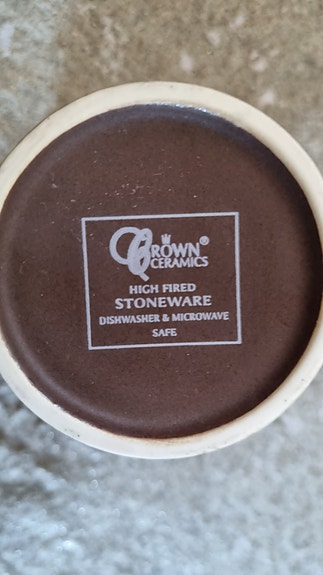 CROWN®
CERAMICS
HIGH FIRED
STONEWARE
DISHWASHER & MICROWAVE
SAFE